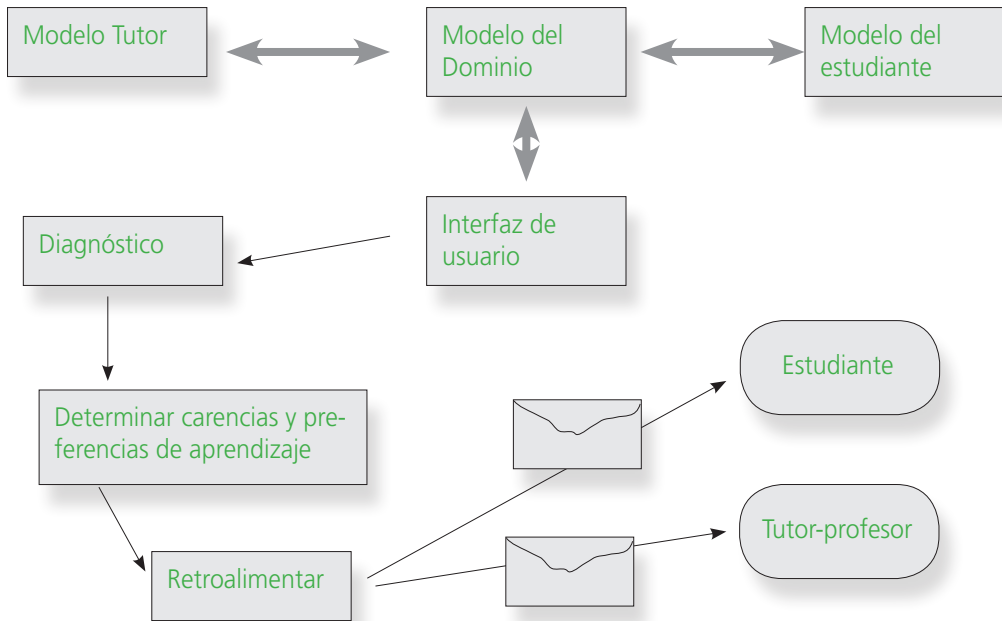 Modelo Tutor
Modelo del
Dominio
Modelo del
estudiante
Interfaz de
usuario
Diagnóstico
Estudiante
Determinar carencias y pre-
ferencias de aprendizaje
Tutor-profesor
Retroalimentar